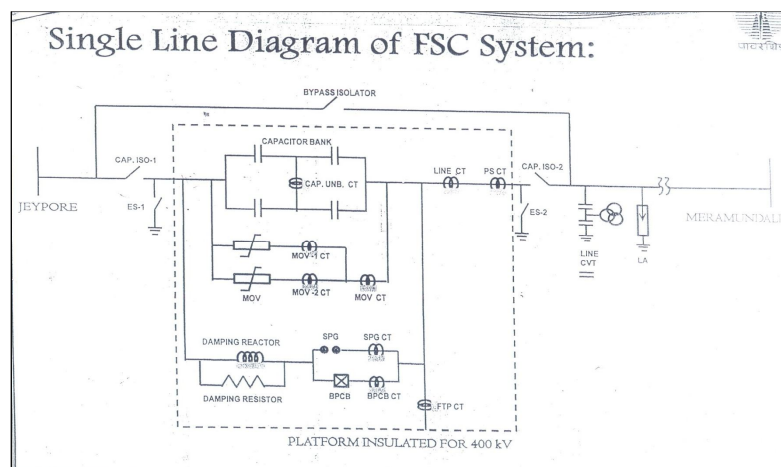 Single Line Diagram of FSC System:
BYPASS ISOLATOR
CAPACITOR BANK
CAP. ISO-1
CAP. UNB. CT
LINE CT
PS CT
CAP. ISO-2
JEYPORE
ES-1
ES-2
MERAMUNDALI
MOV-1 CT
LINE
CVT
LA
MOV
MOV-2 CT
MOV CT
DAMPING REACTOR
SPG
SPG CT
DAMPING RESISTOR
BPCB
BPCB CT
FTP CT
PLATFORM INSULATED FOR 400 kV